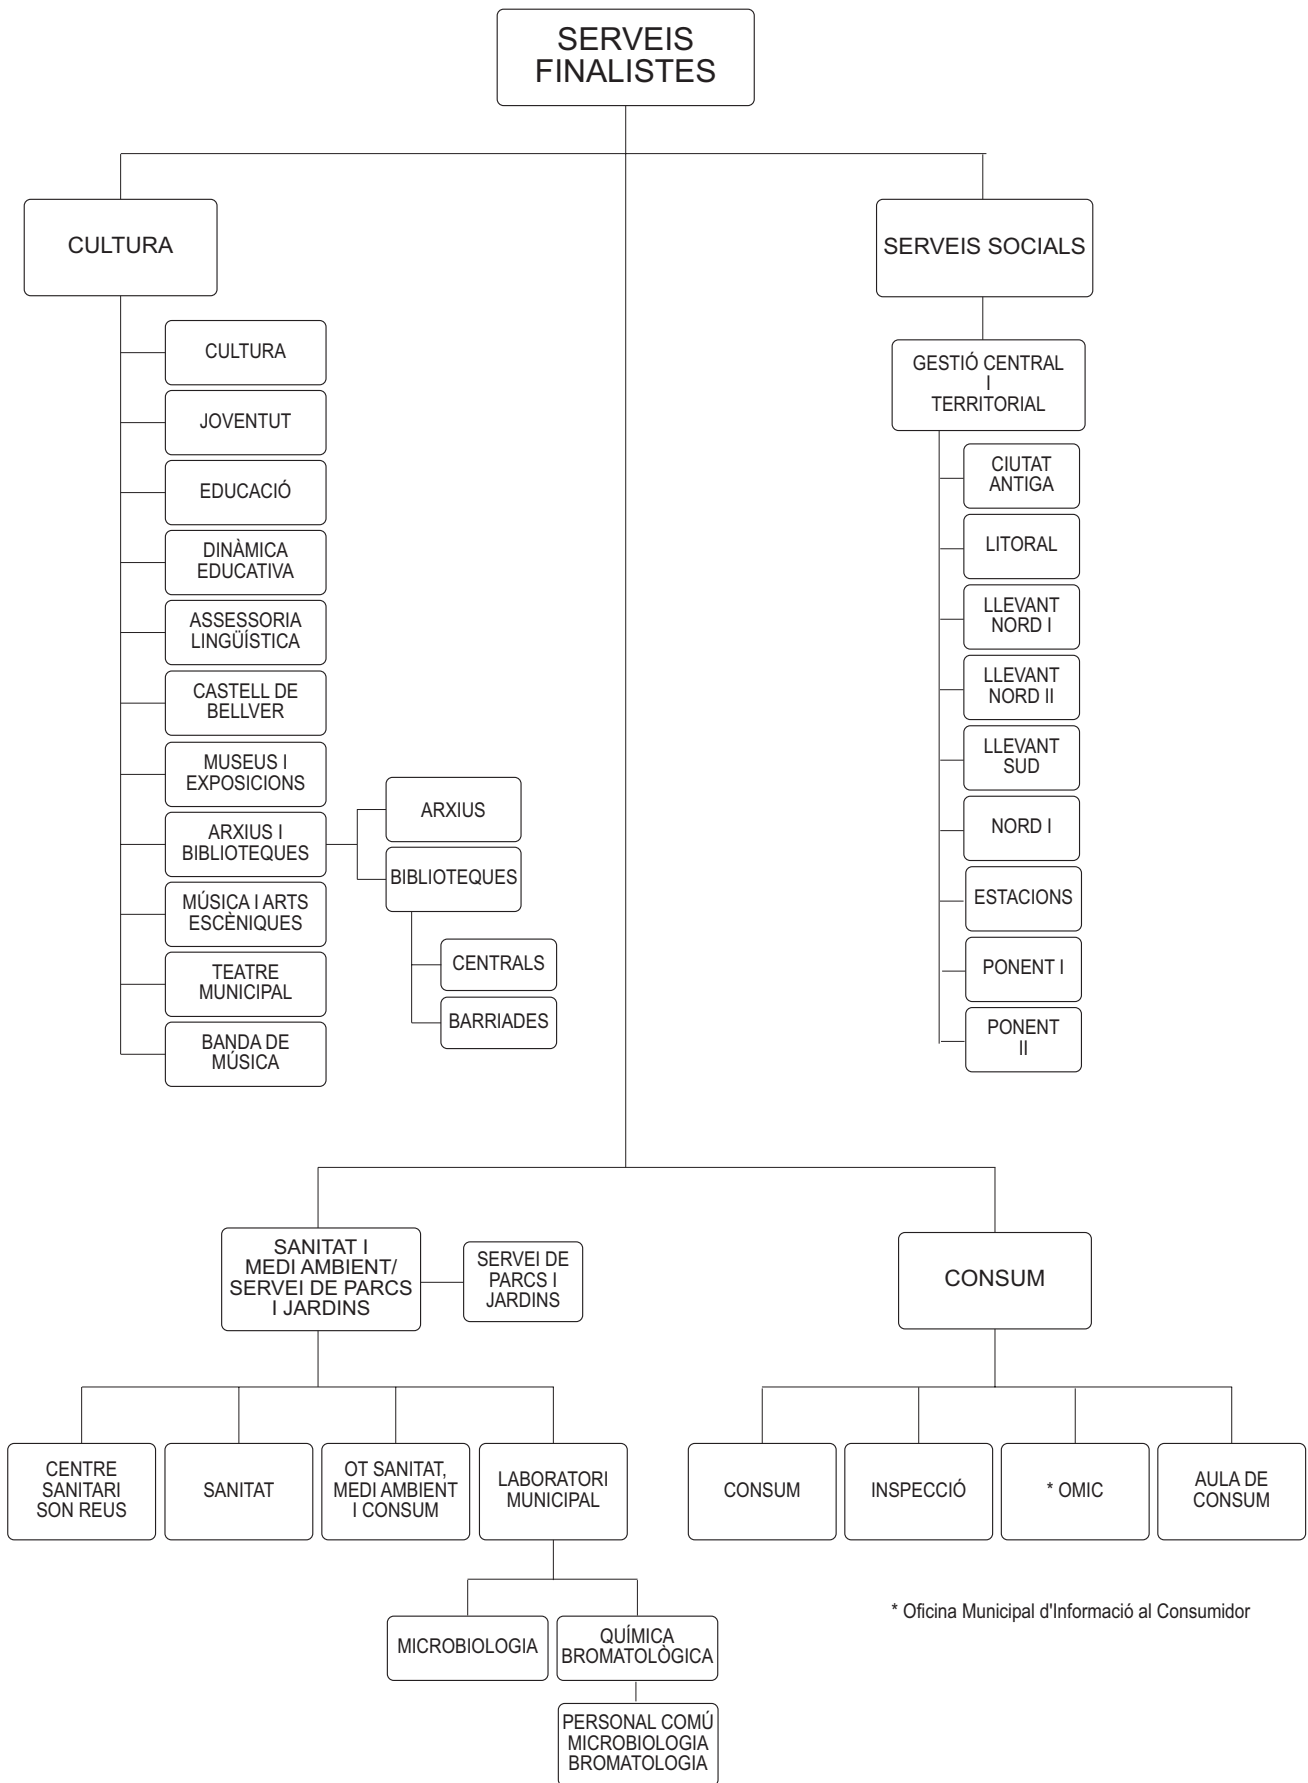 SERVEIS
FINALISTES
CULTURA
CULTURA
JOVENTUT
EDUCACIÓ
DINÀMICA
EDUCATIVA
ASSESSORIA
LINGÜÍSTICA
CASTELL DE
BELLVER
MUSEUS I
EXPOSICIONS
ARXIUS I
BIBLIOTEQUES
ARXIUS
BIBLIOTEQUES
CENTRALS
BARRIADES
MÚSICA I ARTS
ESCÈNIQUES
TEATRE
MUNICIPAL
BANDA DE
MÚSICA
SERVEIS SOCIALS
GESTIÓ CENTRAL
I
TERRITORIAL
CIUTAT
ANTIGA
LITORAL
LLEVANT
NORD I
LLEVANT
NORD II
LLEVANT
SUD
NORD I
ESTACIONS
PONENT I
PONENT
II
SANITAT I
MEDI AMBIENT/
SERVEI DE PARCS
I JARDINS
SERVEI DE
PARCS I
JARDINS
CENTRE
SANITARI
SON REUS
SANITAT
OT SANITAT,
MEDI AMBIENT
I CONSUM
LABORATORI
MUNICIPAL
MICROBIOLOGIA
QUÍMICA
BROMATOLÒGICA
PERSONAL COMÚ
MICROBIOLOGIA
BROMATOLOGIA
CONSUM
CONSUM
INSPECCIÓ
* OMIC
AULA DE
CONSUM
* Oficina Municipal d'Informació al Consumidor